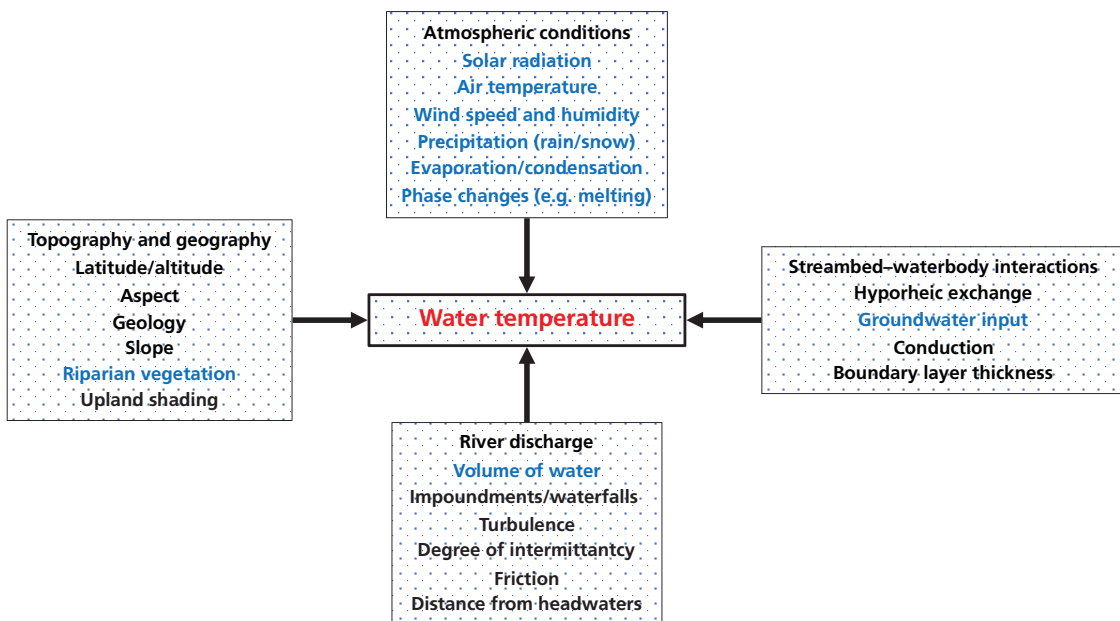 Atmospheric conditions
Solar radiation
Air temperature
Wind speed and humidity
Precipitation (rain/snow)
Evaporation/condensation
Phase changes (e.g. melting)
Topography and geography
Latitude/altitude
Aspect
Geology
Slope
Riparian vegetation
Upland shading
Water temperature
Streambed–waterbody interactions
Hyporheic exchange
Groundwater input
Conduction
Boundary layer thickness
River discharge
Volume of water
Impoundments/waterfalls
Turbulence
Degree of intermittantcy
Friction
Distance from headwaters